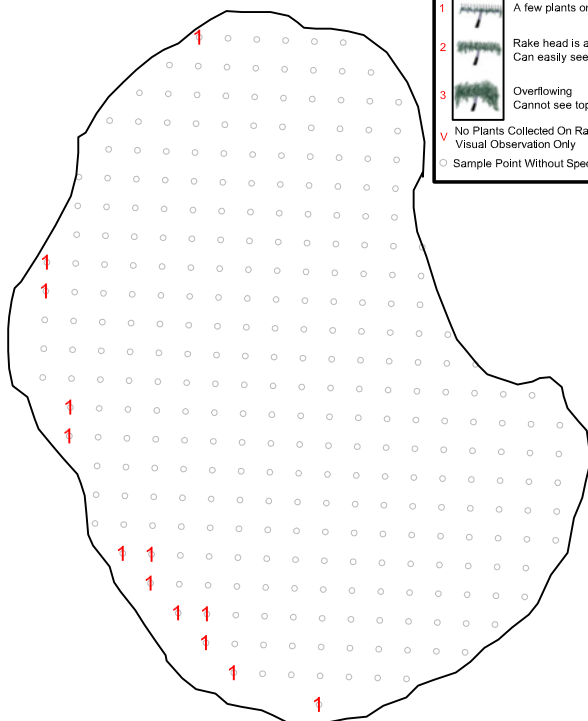 1 A few plants on
2 Rake head is a
Can easily see
3 Overflowing
Cannot see top
V No Plants Collected On Ra
Visual Observation Only
Sample Point Without Spe
1
1
1
1
1
1 1
1
1 1
1
1
1